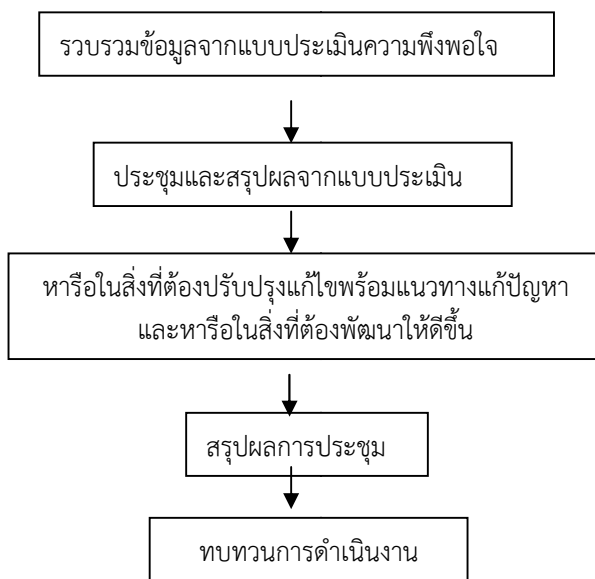 รวบรวมข้อมูลจากแบบประเมินความพึงพอใจ
ประชุมและสรุปผลจากแบบประเมิน
หารือในสิ่งที่ต้องปรับปรุงแก้ไขพร้อมแนวทางแก้ปัญหา
และหารือในสิ่งที่ต้องพัฒนาให้ดีขึ้น
สรุปผลการประชุม
ทบทวนการดำเนินงาน